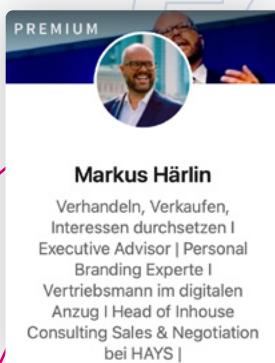 PREMIUM
Markus Härlin
Verhandeln, Verkaufen,
Interessen durchsetzen I
Executive Advisor | Personal
Branding Experte I
Vertriebsmann im digitalen
Anzug I Head of Inhouse
Consulting Sales & Negotiation
bei HAYS |